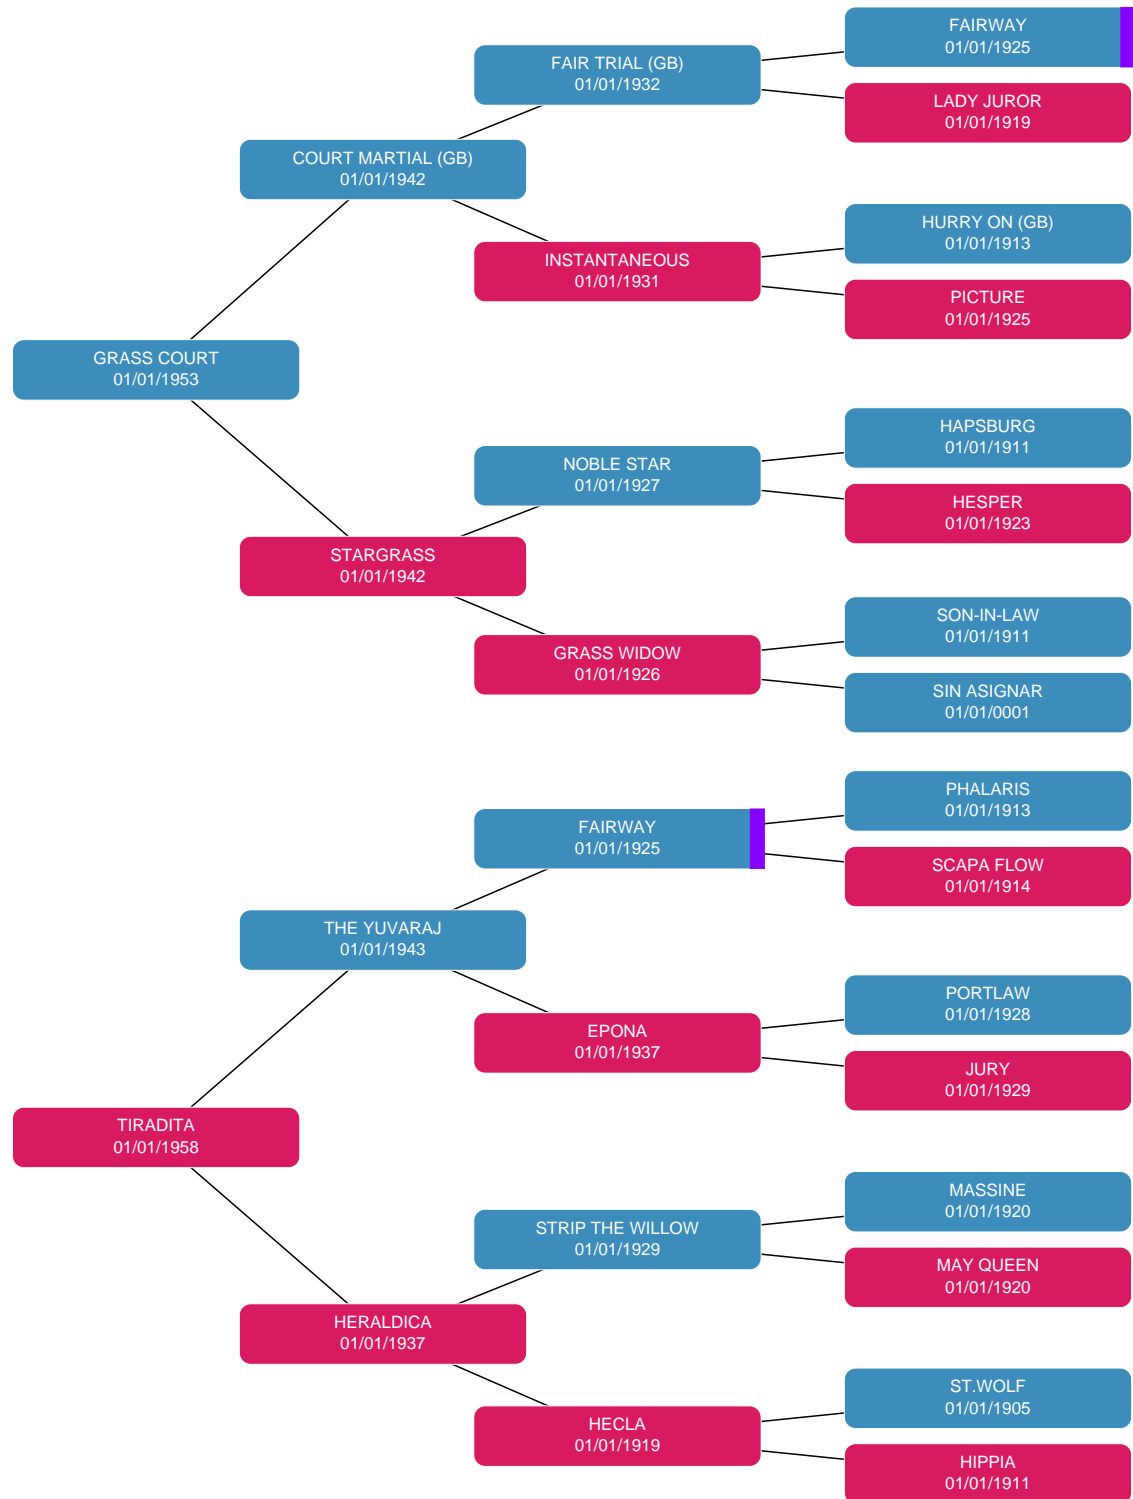 FAIRWAY
01/01/1925
FAIR TRIAL (GB)
01/01/1932
LADY JUROR
01/01/1919
COURT MARTIAL (GB)
01/01/1942
HURRY ON (GB)
01/01/1913
INSTANTANEOUS
01/01/1931
PICTURE
01/01/1925
GRASS COURT
01/01/1953
HAPSBURG
01/01/1911
NOBLE STAR
01/01/1927
HESPER
01/01/1923
STARGRASS
01/01/1942
SON-IN-LAW
01/01/1911
GRASS WIDOW
01/01/1926
SIN ASIGNAR
01/01/0001
PHALARIS
01/01/1913
FAIRWAY
01/01/1925
SCAPA FLOW
01/01/1914
THE YUVARAJ
01/01/1943
PORTLAW
01/01/1928
EPONA
01/01/1937
JURY
01/01/1929
TIRADITA
01/01/1958
MASSINE
01/01/1920
STRIP THE WILLOW
01/01/1929
MAY QUEEN
01/01/1920
HERALDICA
01/01/1937
ST.WOLF
01/01/1905
HECLA
01/01/1919
HIPPIA
01/01/1911